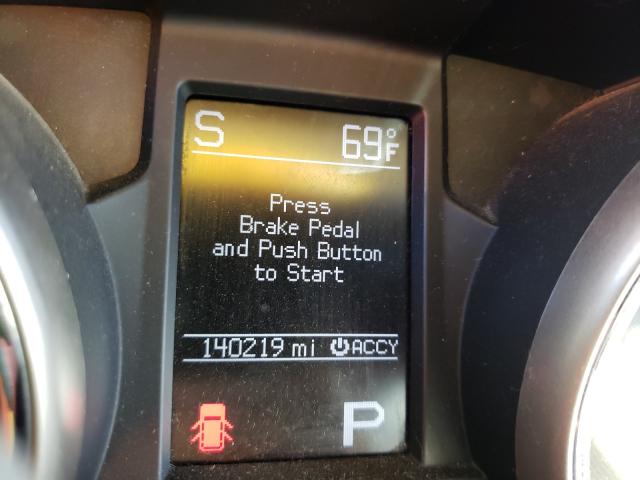 S 69°F
Press
Brake Pedal
and Push Button
to Start
140219 mi ACCY
P